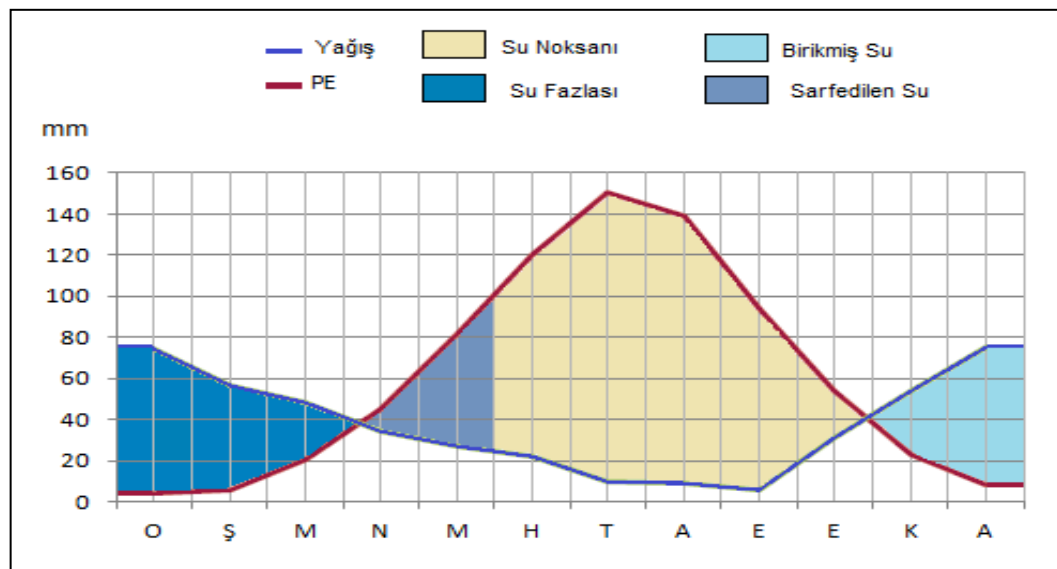 Yağış Su Noksanı Birikmiş Su
PE Su Fazlası Sarfedilen Su
mm
160
140
120
100
80
60
40
20
0
O Ş M N M H T A E E K A